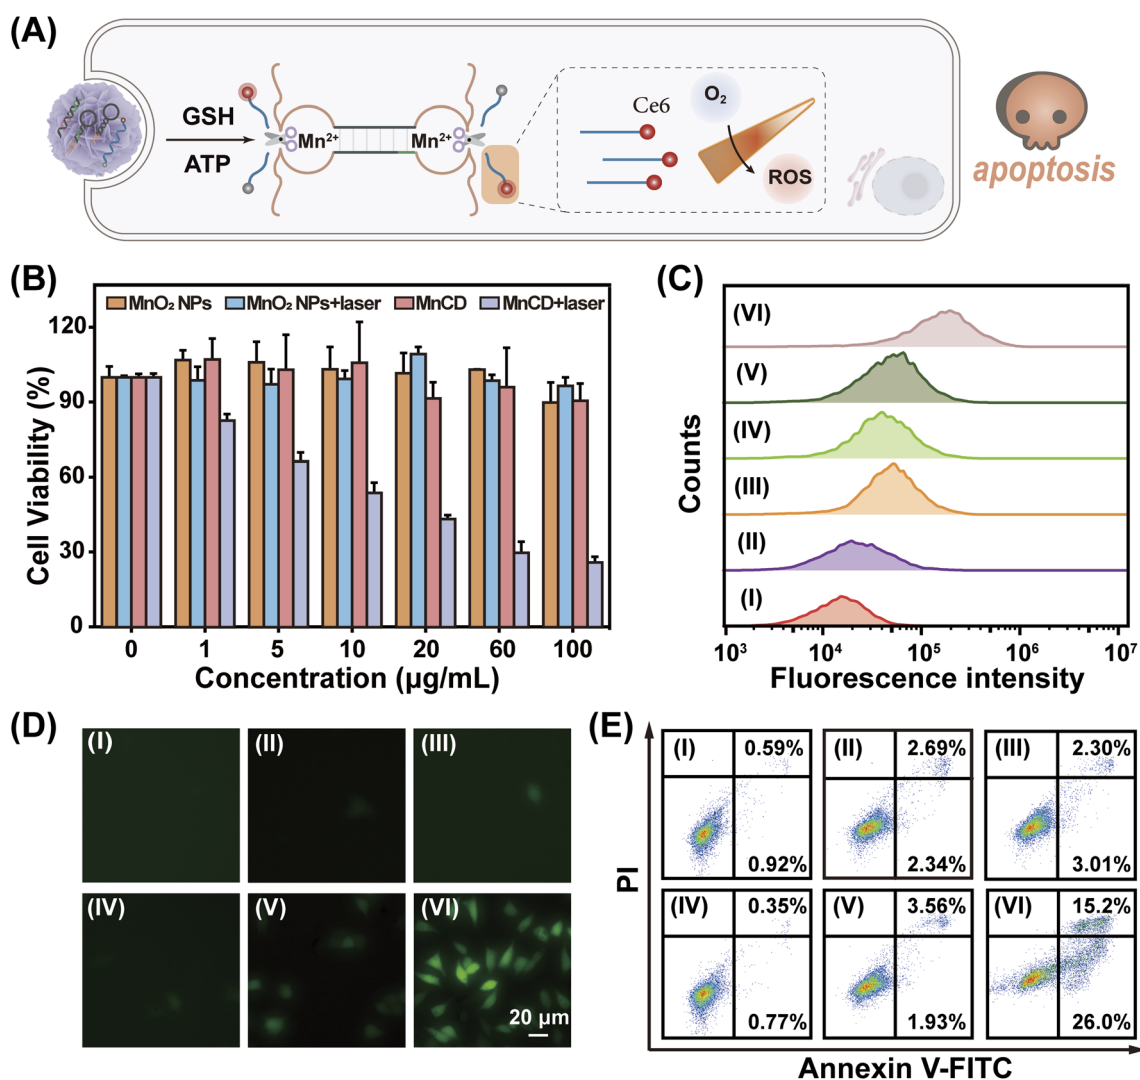 (A)
GSH
ATP
Mn²⁺
Mn²⁺
Ce6
O₂
ROS
apoptosis
(B)
MnO₂ NPs
MnO₂ NPs+laser
MnCD
MnCD+laser
Cell Viability (%)
120
90
60
30
0
0 1 5 10 20 60 100
Concentration (μg/mL)
(C)
Counts
(VI)
(V)
(IV)
(III)
(II)
(I)
10³ 10⁴ 10⁵ 10⁶ 10⁷
Fluorescence intensity
(D)
(I)
(II)
(III)
(IV)
(V)
(VI)
20 μm
(E)
PI
(I) 0.59%
0.92%
(II) 2.69%
2.34%
(III) 2.30%
3.01%
(IV) 0.35%
0.77%
(V) 3.56%
1.93%
(VI) 15.2%
26.0%
Annexin V-FITC